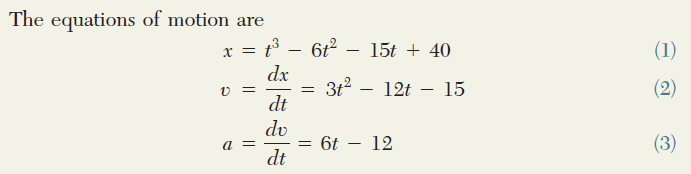 The equations of motion are
x = t³ − 6t² − 15t + 40 (1)
v = dx/dt = 3t² − 12t − 15 (2)
a = dv/dt = 6t − 12 (3)